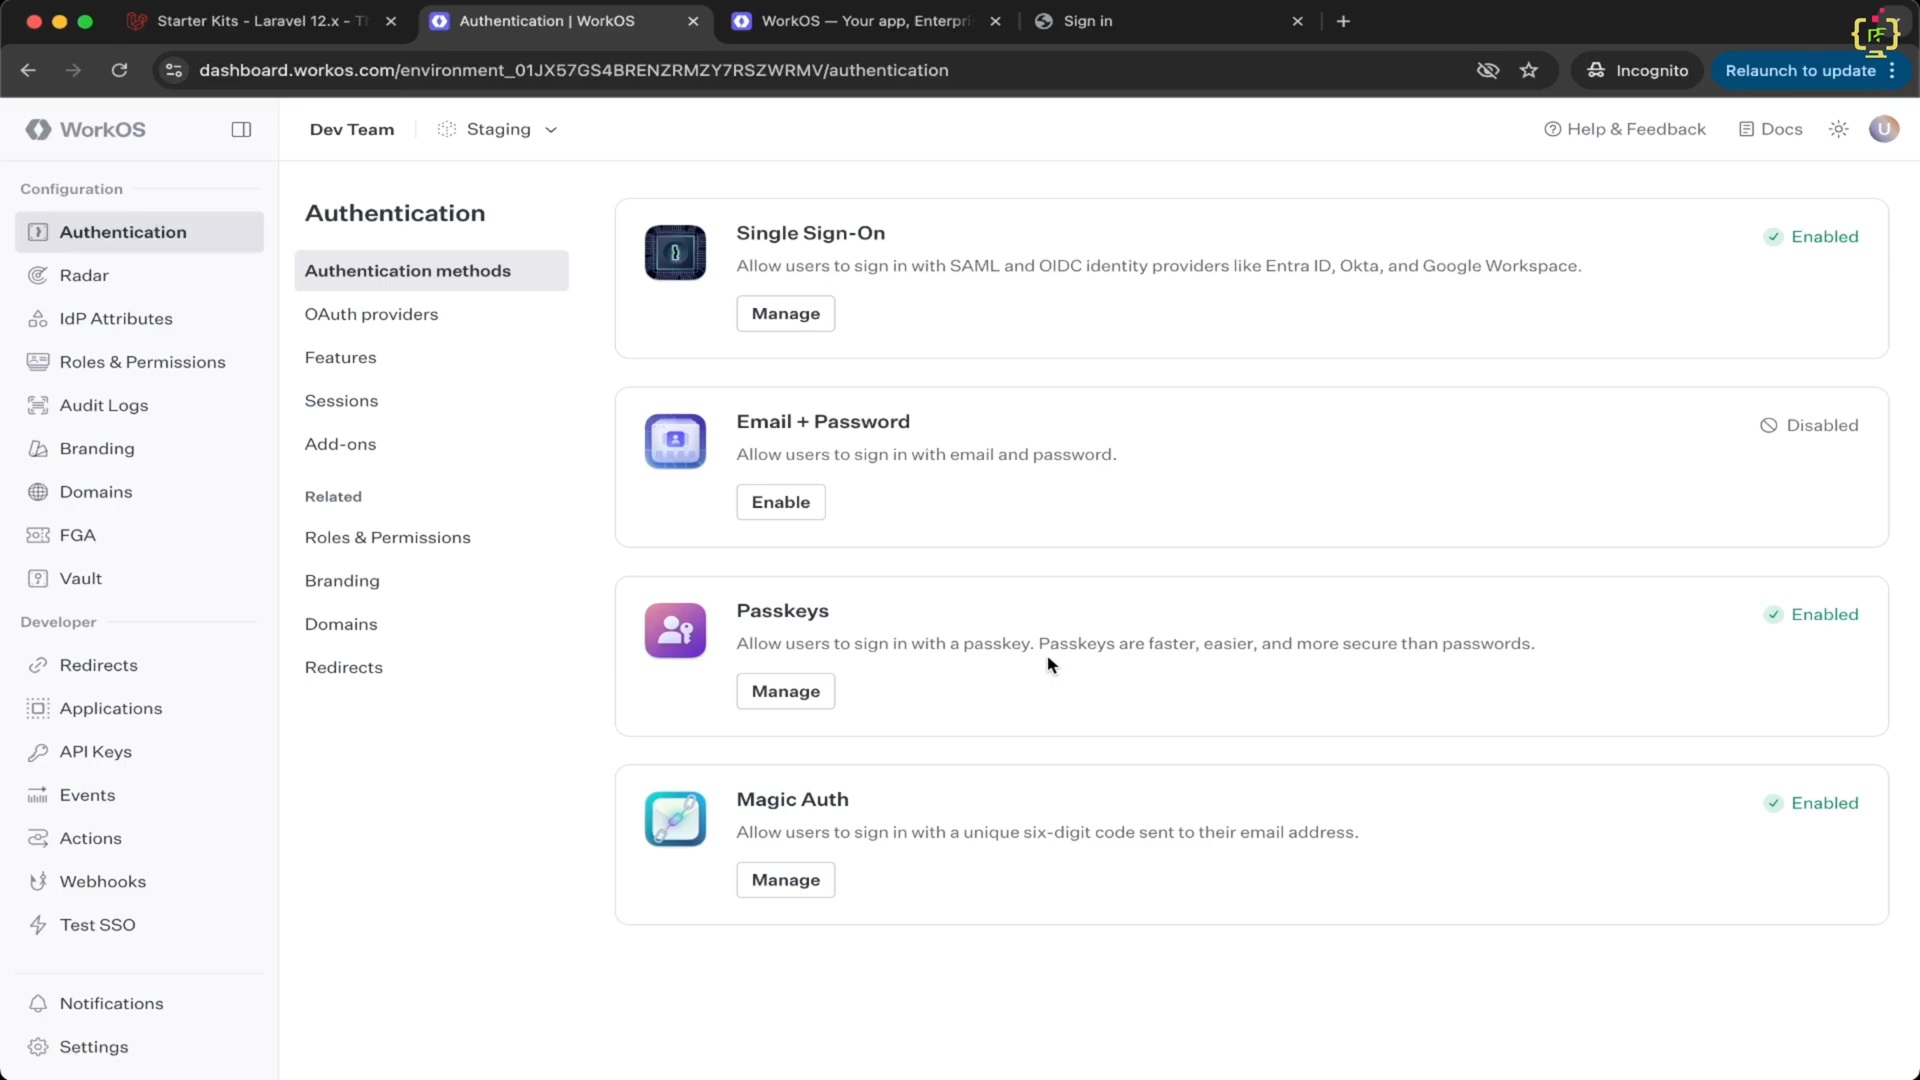 Starter Kits - Laravel 12.x - Th
Authentication | WorkOS
WorkOS — Your app, Enterpri
Sign in
dashboard.workos.com/environment_01JX57GS4BRENZRMZY7RSZWRMV/authentication
Incognito
Relaunch to update
WorkOS
Dev Team
Staging
Help & Feedback
Docs
U
Configuration
Authentication
Radar
IdP Attributes
Roles & Permissions
Audit Logs
Branding
Domains
FGA
Vault
Developer
Redirects
Applications
API Keys
Events
Actions
Webhooks
Test SSO
Notifications
Settings
Authentication
Authentication methods
OAuth providers
Features
Sessions
Add-ons
Related
Roles & Permissions
Branding
Domains
Redirects
Single Sign-On
Enabled
Allow users to sign in with SAML and OIDC identity providers like Entra ID, Okta, and Google Workspace.
Manage
Email + Password
Disabled
Allow users to sign in with email and password.
Enable
Passkeys
Enabled
Allow users to sign in with a passkey. Passkeys are faster, easier, and more secure than passwords.
Manage
Magic Auth
Enabled
Allow users to sign in with a unique six-digit code sent to their email address.
Manage